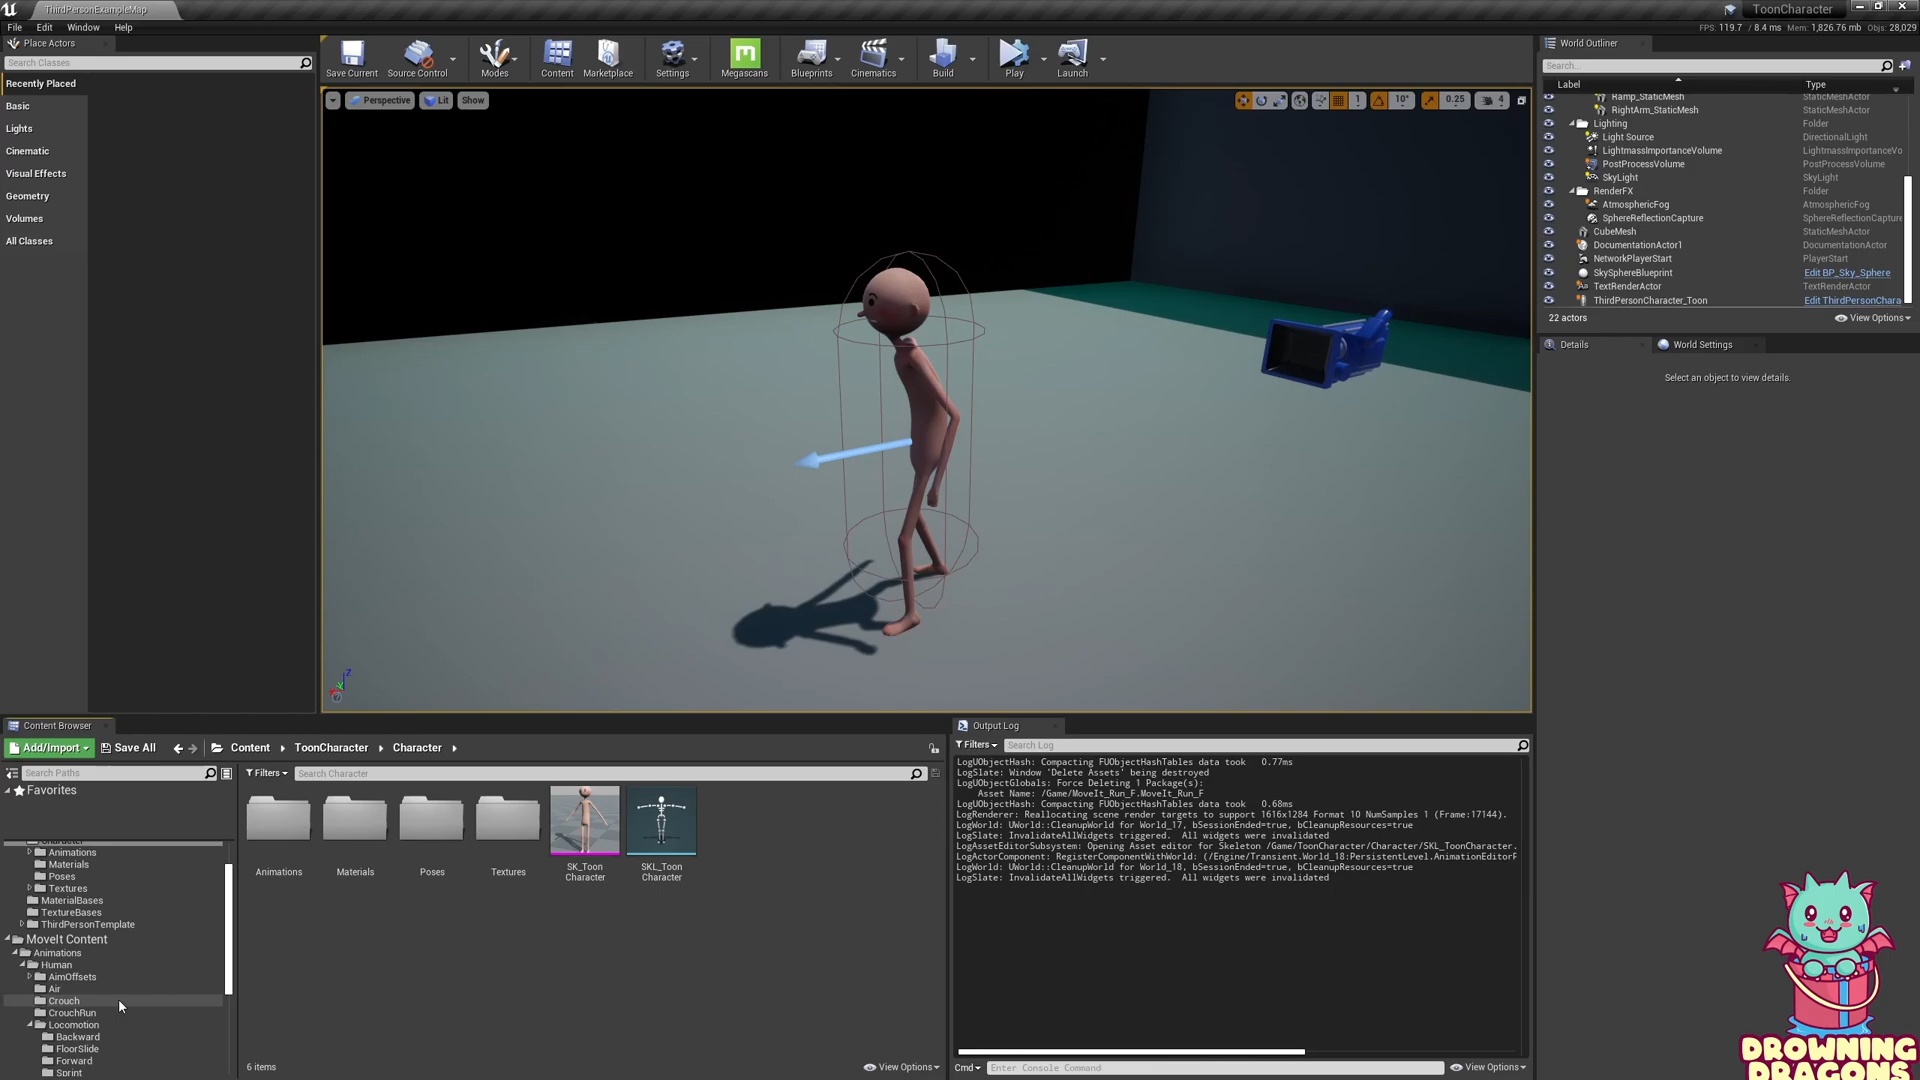 ThirdPersonExampleMap
ToonCharacter
File Edit Window Help
FPS: 119.7 / 8.4 ms Mem: 1,826.76 mb Objs: 28,029
Place Actors
Search Classes
Recently Placed
Basic
Lights
Cinematic
Visual Effects
Geometry
Volumes
All Classes
Save Current
Source Control
Modes
Content
Marketplace
Settings
Megascans
Blueprints
Cinematics
Build
Play
Launch
Perspective
Lit
Show
1
10°
0.25
4
World Outliner
Search...
Label
Type
Ramp_StaticMesh StaticMeshActor
RightArm_StaticMesh StaticMeshActor
Lighting Folder
Light Source DirectionalLight
LightmassImportanceVolume LightmassImportanceVo
PostProcessVolume PostProcessVolume
SkyLight SkyLight
RenderFX Folder
AtmosphericFog AtmosphericFog
SphereReflectionCapture SphereReflectionCapture
CubeMesh StaticMeshActor
DocumentationActor1 DocumentationActor
NetworkPlayerStart PlayerStart
SkySphereBlueprint Edit BP_Sky_Sphere
TextRenderActor TextRenderActor
ThirdPersonCharacter_Toon Edit ThirdPersonChara
22 actors
View Options
Details
World Settings
Select an object to view details.
Z
Content Browser
Add/Import
Save All
Content
ToonCharacter
Character
Search Paths
Filters
Search Character
Favorites
Animations
Materials
Poses
Textures
MaterialBases
TextureBases
ThirdPersonTemplate
MoveIt Content
Animations
Human
AimOffsets
Air
Crouch
CrouchRun
Locomotion
Backward
FloorSlide
Forward
Sprint
Animations
Materials
Poses
Textures
SK_Toon
Character
SKL_Toon
Character
6 items
View Options
Output Log
Filters
Search Log
LogUObjectHash: Compacting FUObjectHashTables data took 0.77ms
LogSlate: Window 'Delete Assets' being destroyed
LogUObjectGlobals: Force Deleting 1 Package(s):
Asset Name: /Game/MoveIt_Run_F.MoveIt_Run_F
LogUObjectHash: Compacting FUObjectHashTables data took 0.68ms
LogRenderer: Reallocating scene render targets to support 1616x1284 Format 10 NumSamples 1 (Frame:17144).
LogWorld: UWorld::CleanupWorld for World_17, bSessionEnded=true, bCleanupResources=true
LogSlate: InvalidateAllWidgets triggered. All widgets were invalidated
LogAssetEditorSubsystem: Opening Asset editor for Skeleton /Game/ToonCharacter/Character/SKL_ToonCharacter.
LogActorComponent: RegisterComponentWithWorld: (/Engine/Transient.World_18:PersistentLevel.AnimationEditorP
LogWorld: UWorld::CleanupWorld for World_18, bSessionEnded=true, bCleanupResources=true
LogSlate: InvalidateAllWidgets triggered. All widgets were invalidated
Cmd
Enter Console Command
View Options
DROWNING
DRAGONS